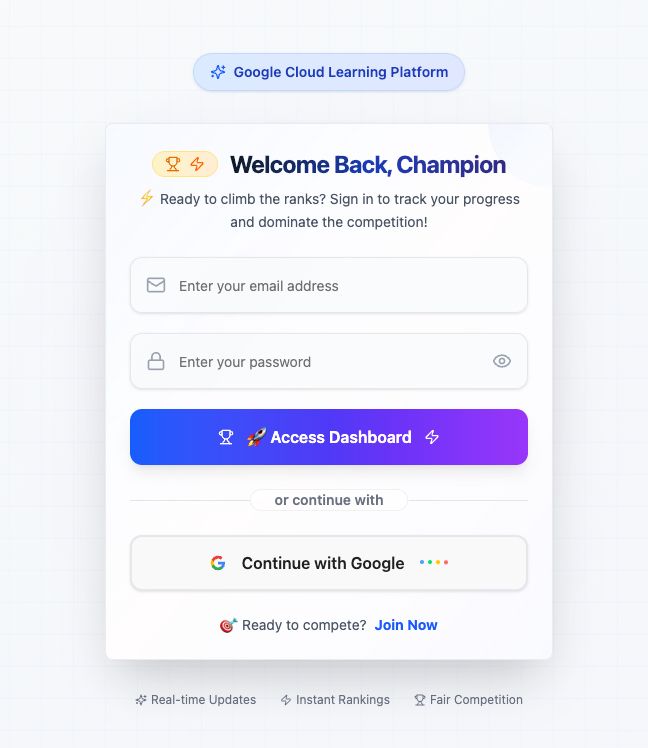 Google Cloud Learning Platform
Welcome Back, Champion
⚡ Ready to climb the ranks? Sign in to track your progress
and dominate the competition!
Enter your email address
Enter your password
🚀 Access Dashboard
or continue with
Continue with Google
🎯 Ready to compete? Join Now
Real-time Updates Instant Rankings Fair Competition